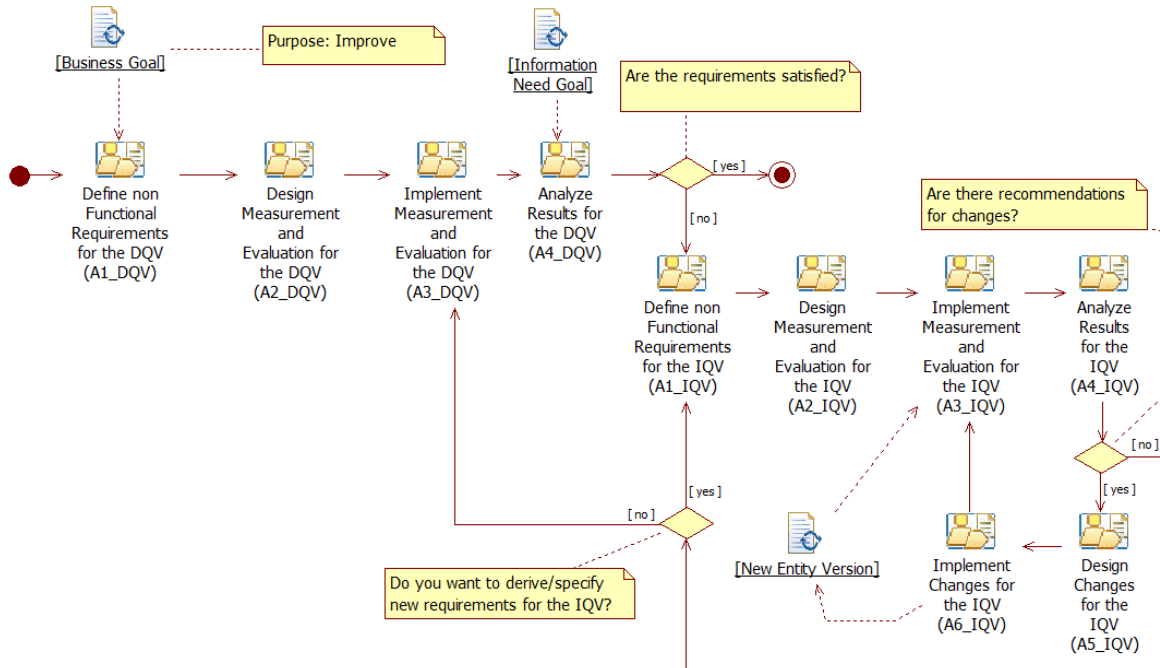 [Business Goal]
Purpose: Improve
[Information
Need Goal]
Are the requirements satisfied?
Define non
Functional
Requirements
for the DQV
(A1_DQV)
Design
Measurement
and
Evaluation for
the DQV
(A2_DQV)
Implement
Measurement
and
Evaluation for
the DQV
(A3_DQV)
Analyze
Results for
the DQV
(A4_DQV)
[ yes ]
[ no ]
Are there recommendations
for changes?
Define non
Functional
Requirements
for the IQV
(A1_IQV)
Design
Measurement
and
Evaluation for
the IQV
(A2_IQV)
Implement
Measurement
and
Evaluation for
the IQV
(A3_IQV)
Analyze
Results
for the
IQV
(A4_IQV)
[ no ]
[ yes ]
[ yes ]
[ no ]
Do you want to derive/specify
new requirements for the IQV?
[New Entity Version]
Implement
Changes for
the IQV
(A6_IQV)
Design
Changes
for the
IQV
(A5_IQV)